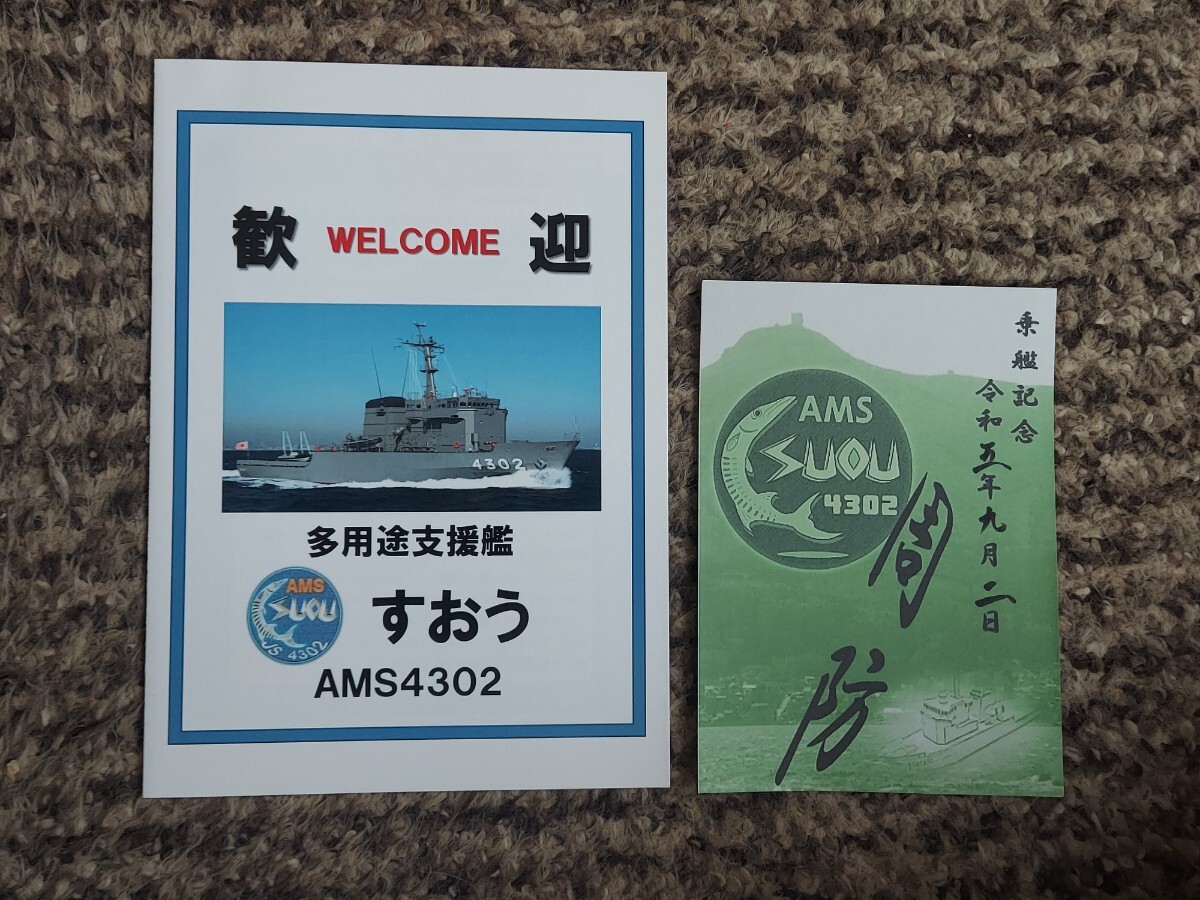 歓 WELCOME 迎
4302
多用途支援艦
AMS
SUOU
JS 4302
すおう
AMS4302
乗艦記念
令和五年九月二日
AMS
SUOU
4302
周防